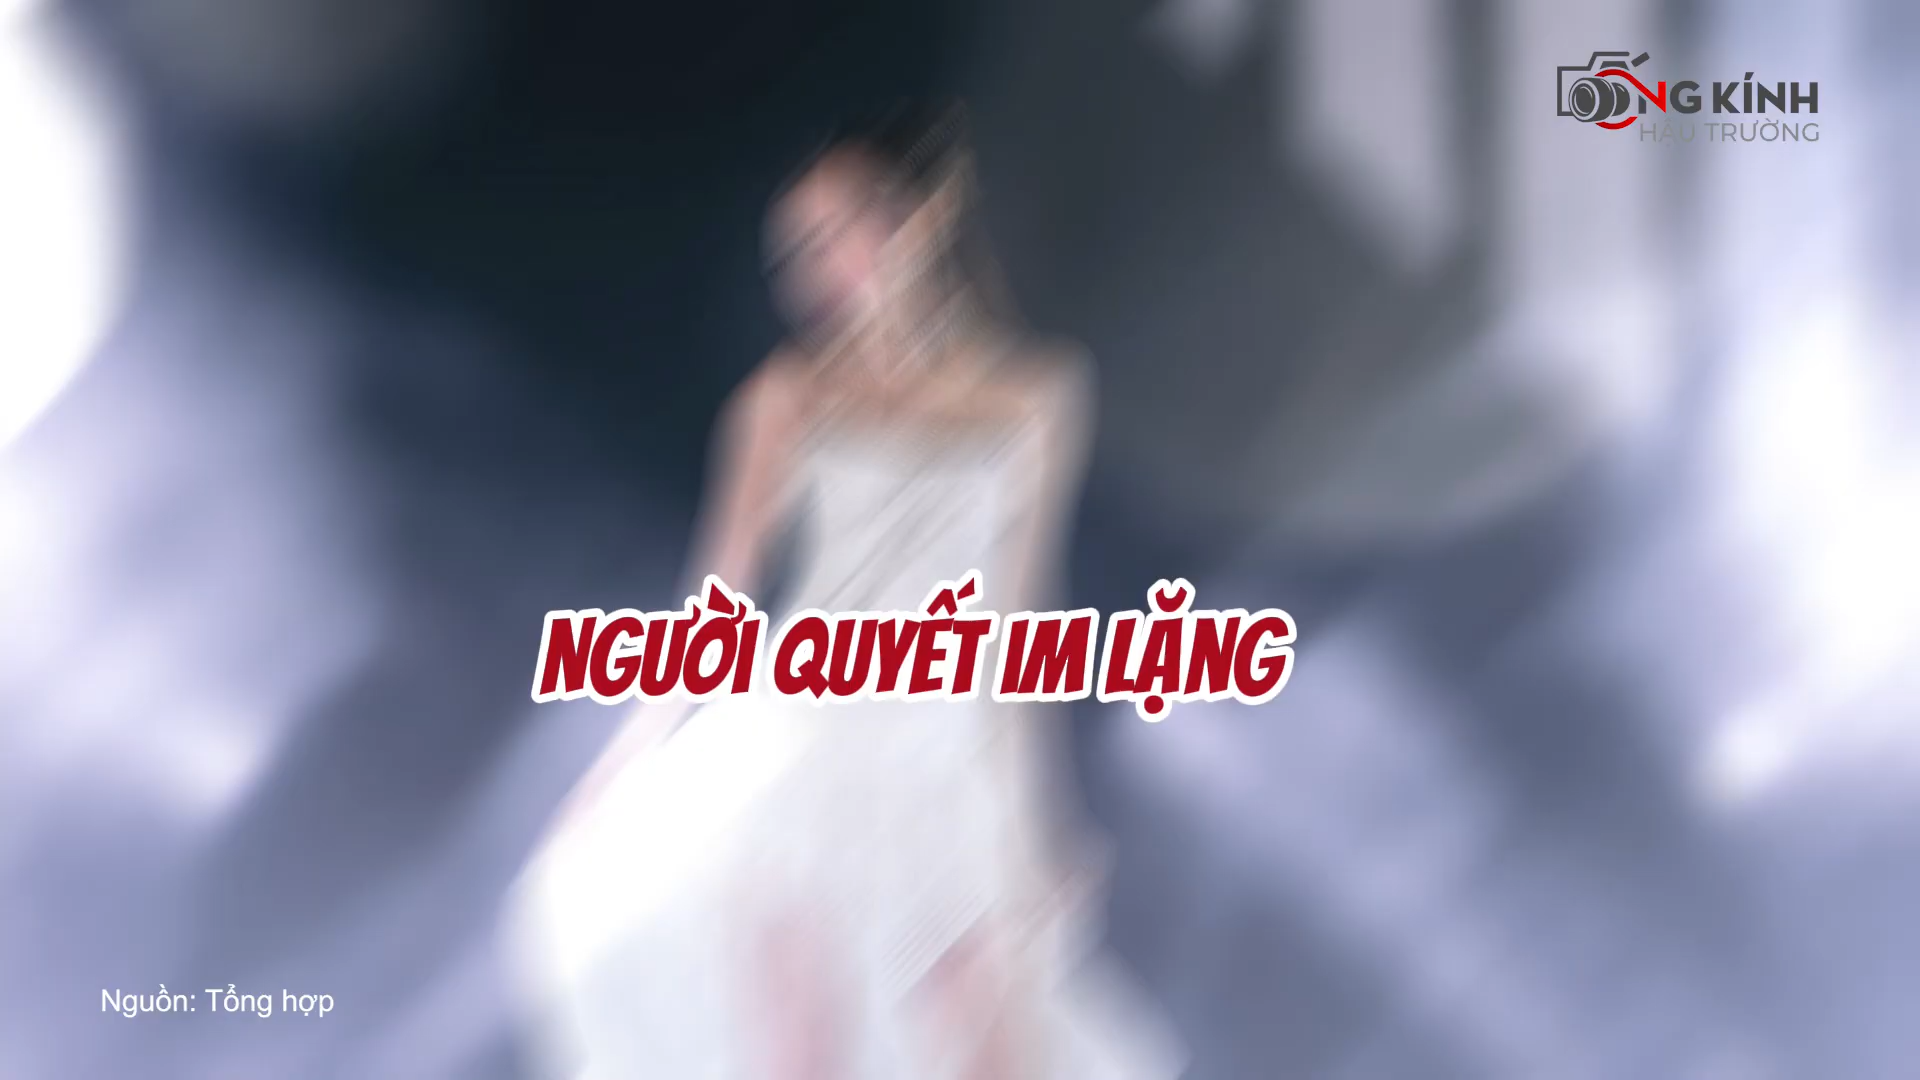 ỐNG KÍNH
HẬU TRƯỜNG
NGƯỜI QUYẾT IM LẶNG
Nguồn: Tổng hợp